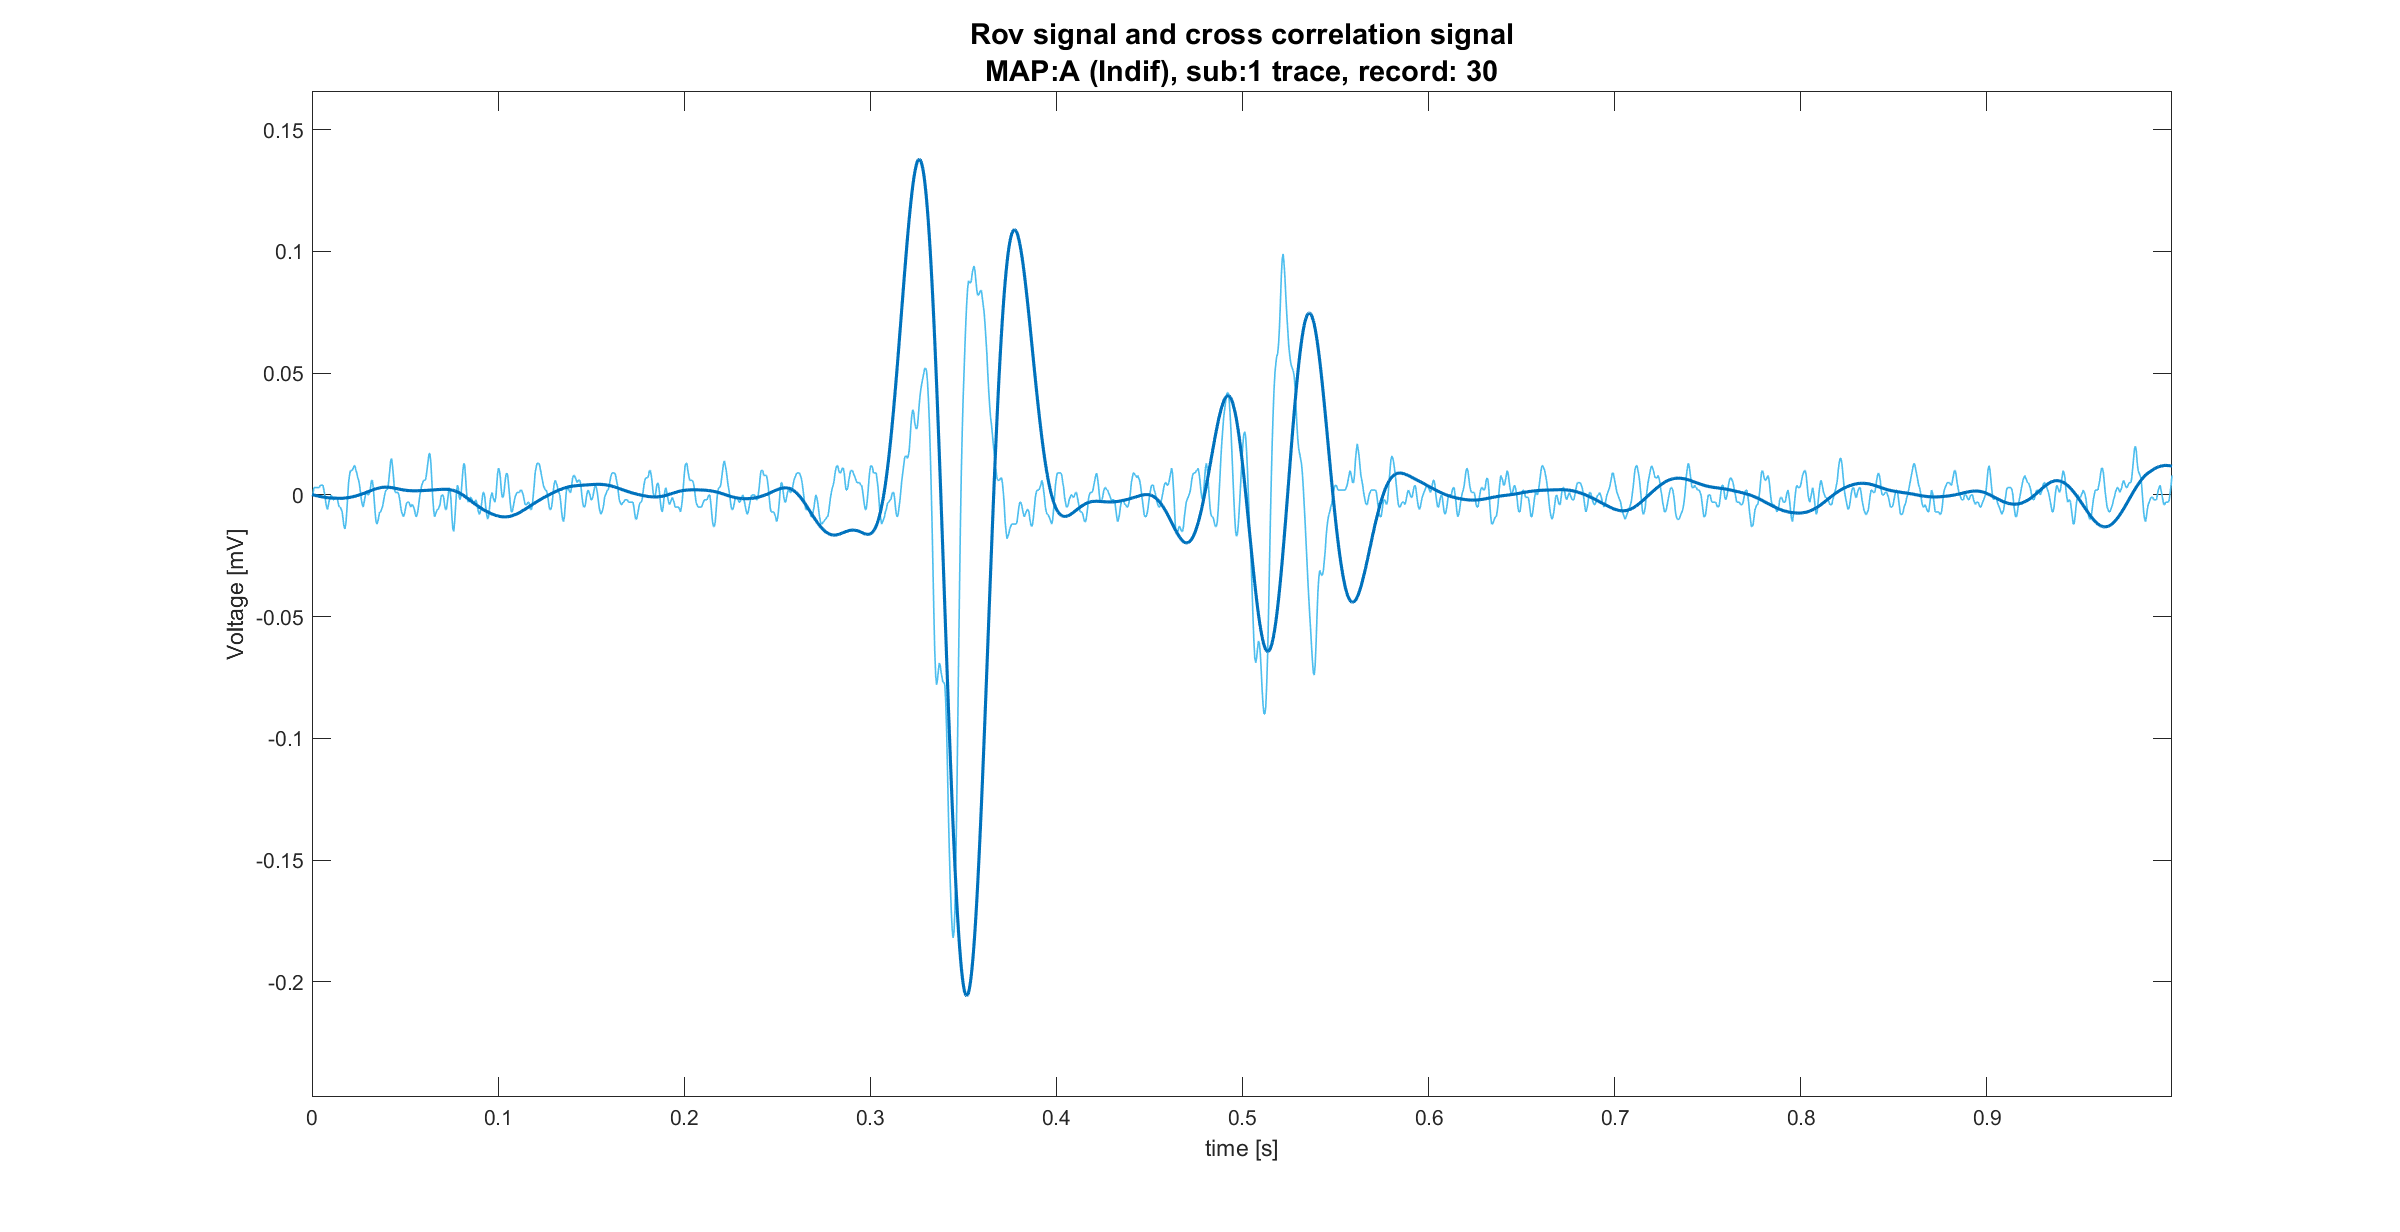 Rov signal and cross correlation signal
MAP:A (Indif), sub:1 trace, record: 30
0.15
0.1
0.05
0
-0.05
-0.1
-0.15
-0.2
Voltage [mV]
0 0.1 0.2 0.3 0.4 0.5 0.6 0.7 0.8 0.9
time [s]